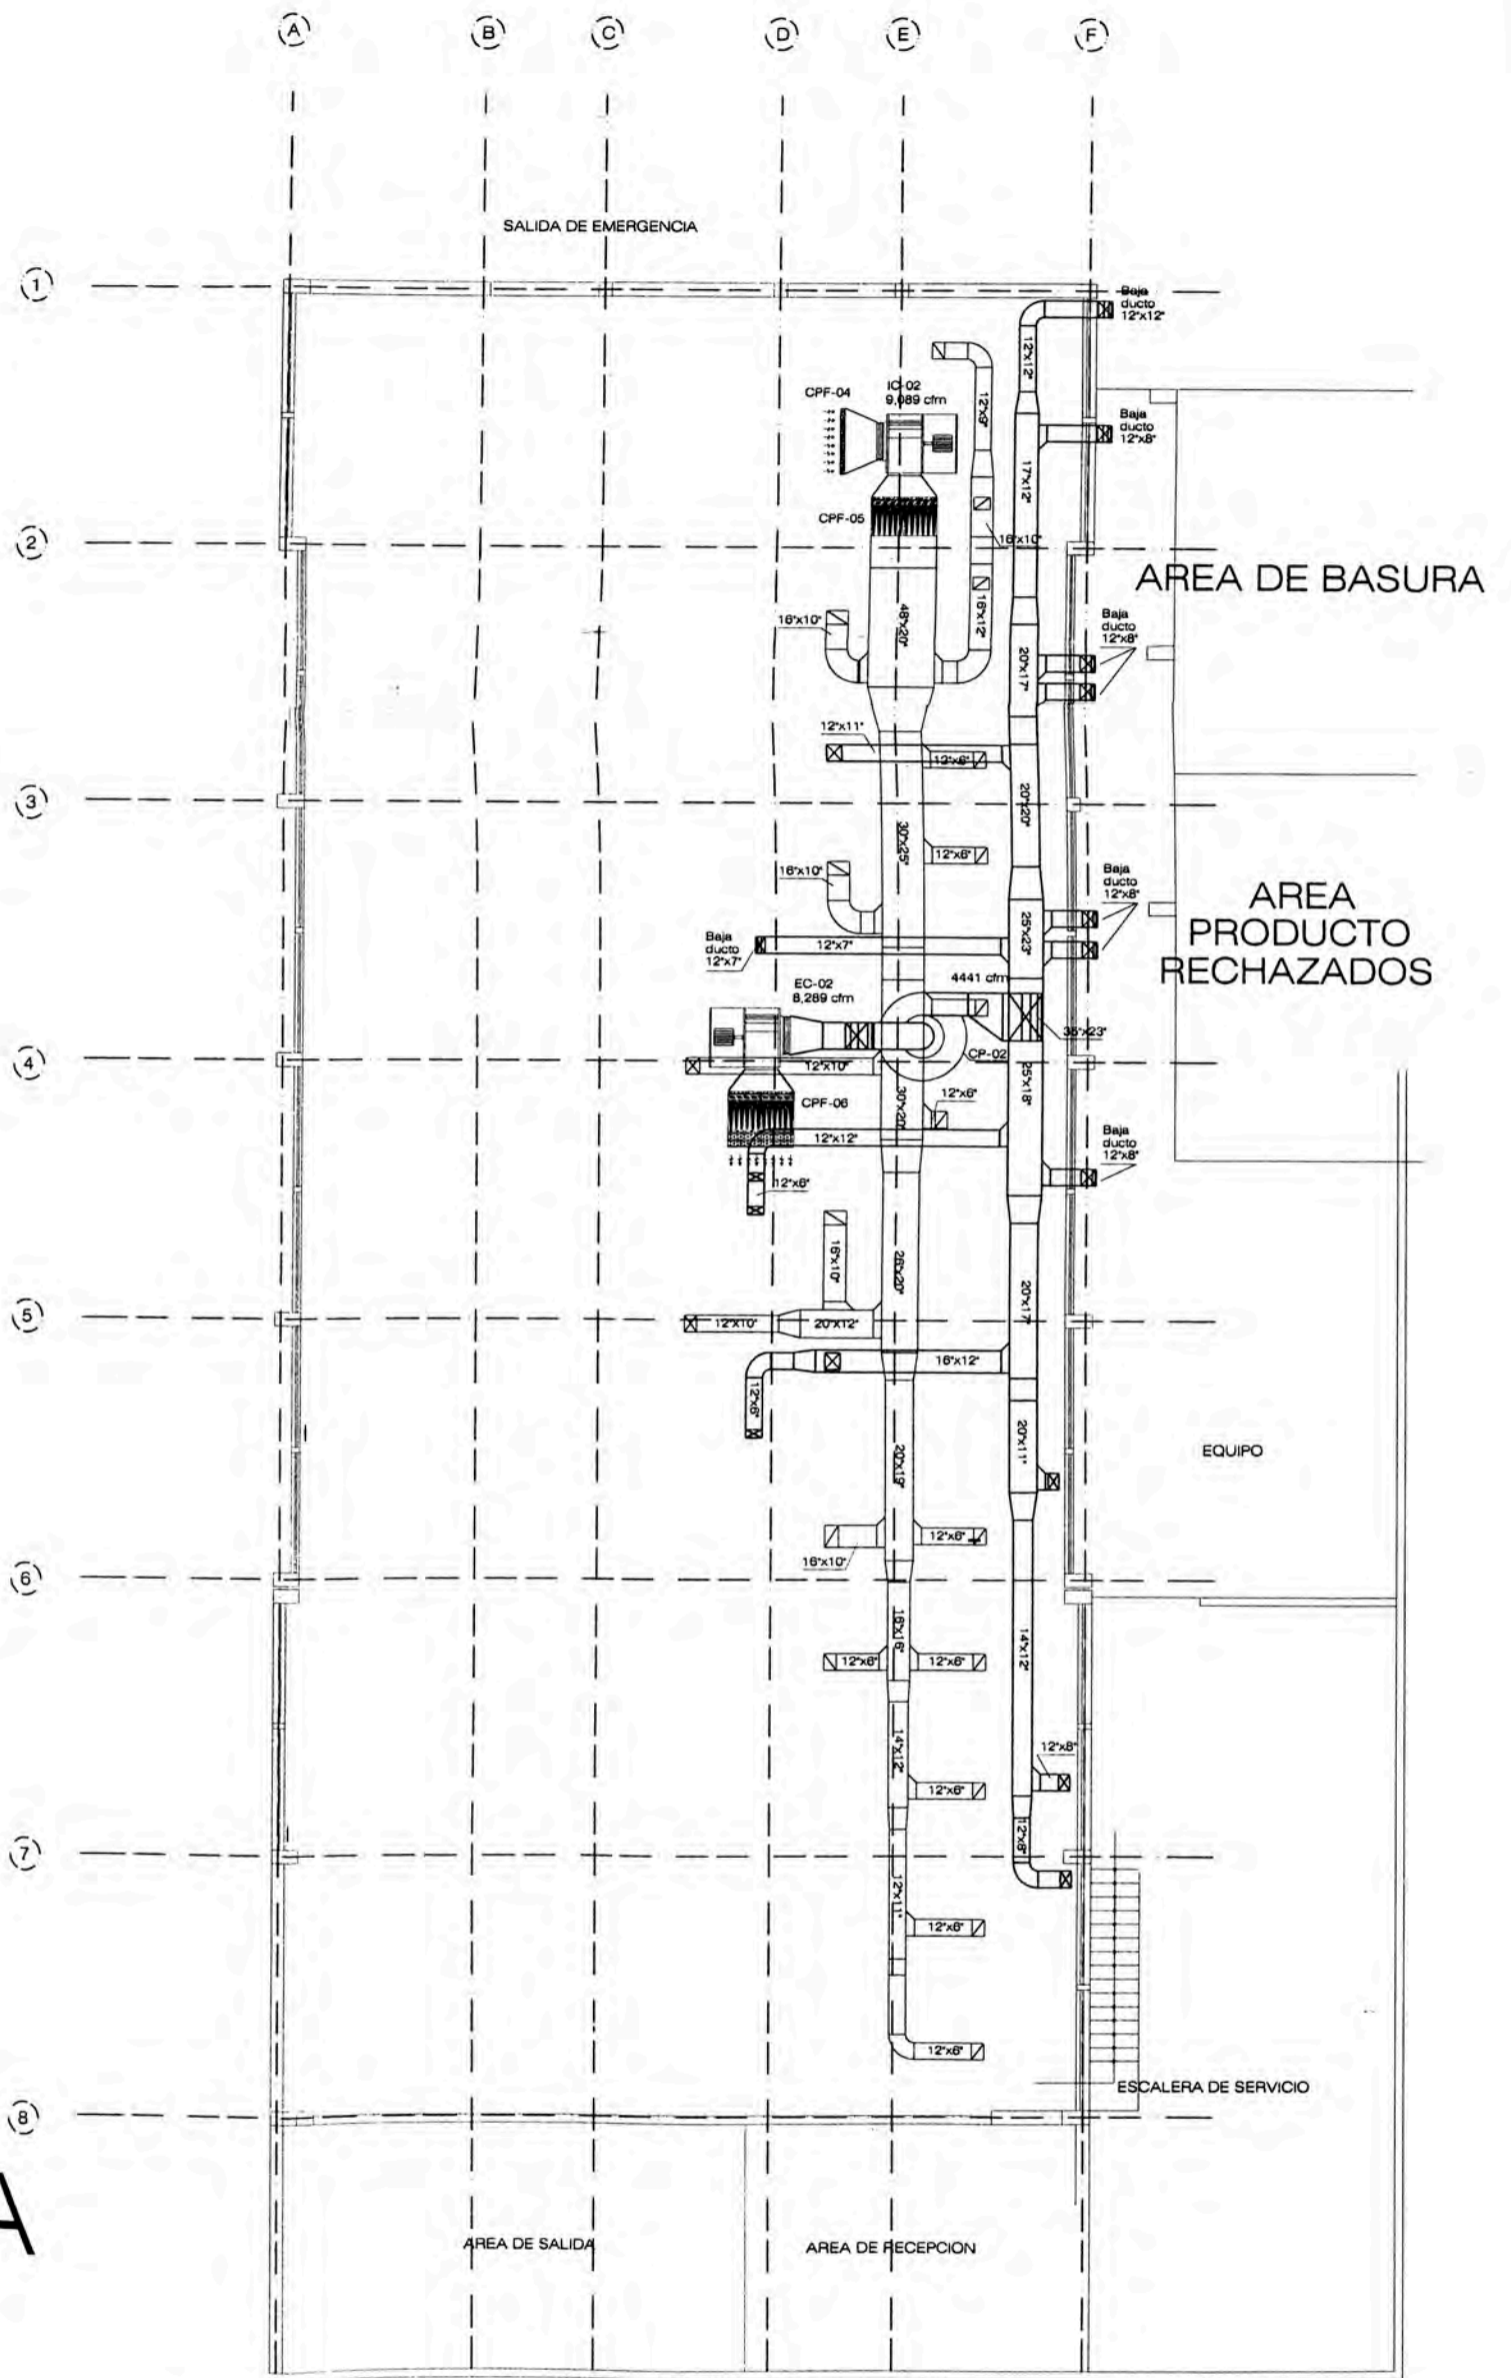 A
B
C
D
E
F
SALIDA DE EMERGENCIA
1
Baja
ducto
12"x12"
12"x12"
CPF-04
IC-02
9,089 cfm
12"x9"
Baja
ducto
12"x8"
17"x12"
CPF-05
16"x10"
2
AREA DE BASURA
48"x20"
16"x12"
16"x10"
Baja
ducto
12"x8"
20"x17"
12"x11"
12"x6"
3
20"x20"
30"x25"
12"x6"
16"x10"
Baja
ducto
12"x8"
AREA
PRODUCTO
RECHAZADOS
25"x23"
Baja
ducto
12"x7"
12"x7"
4441 cfm
EC-02
8,289 cfm
35"x23"
CP-02
4
12"x10"
25"x18"
CPF-06
30"x20"
12"x6"
12"x12"
Baja
ducto
12"x8"
12"x6"
16"x10"
26"x20"
20"x17"
5
12"x10"
20"x12"
16"x12"
12"x6"
20"x19"
20"x11"
EQUIPO
12"x6"
16"x10"
6
16"x16"
14"x12"
12"x6"
12"x6"
14"x12"
12"x8"
12"x6"
12"x8"
7
12"x11"
12"x6"
12"x6"
ESCALERA DE SERVICIO
8
A
AREA DE SALIDA
AREA DE RECEPCION